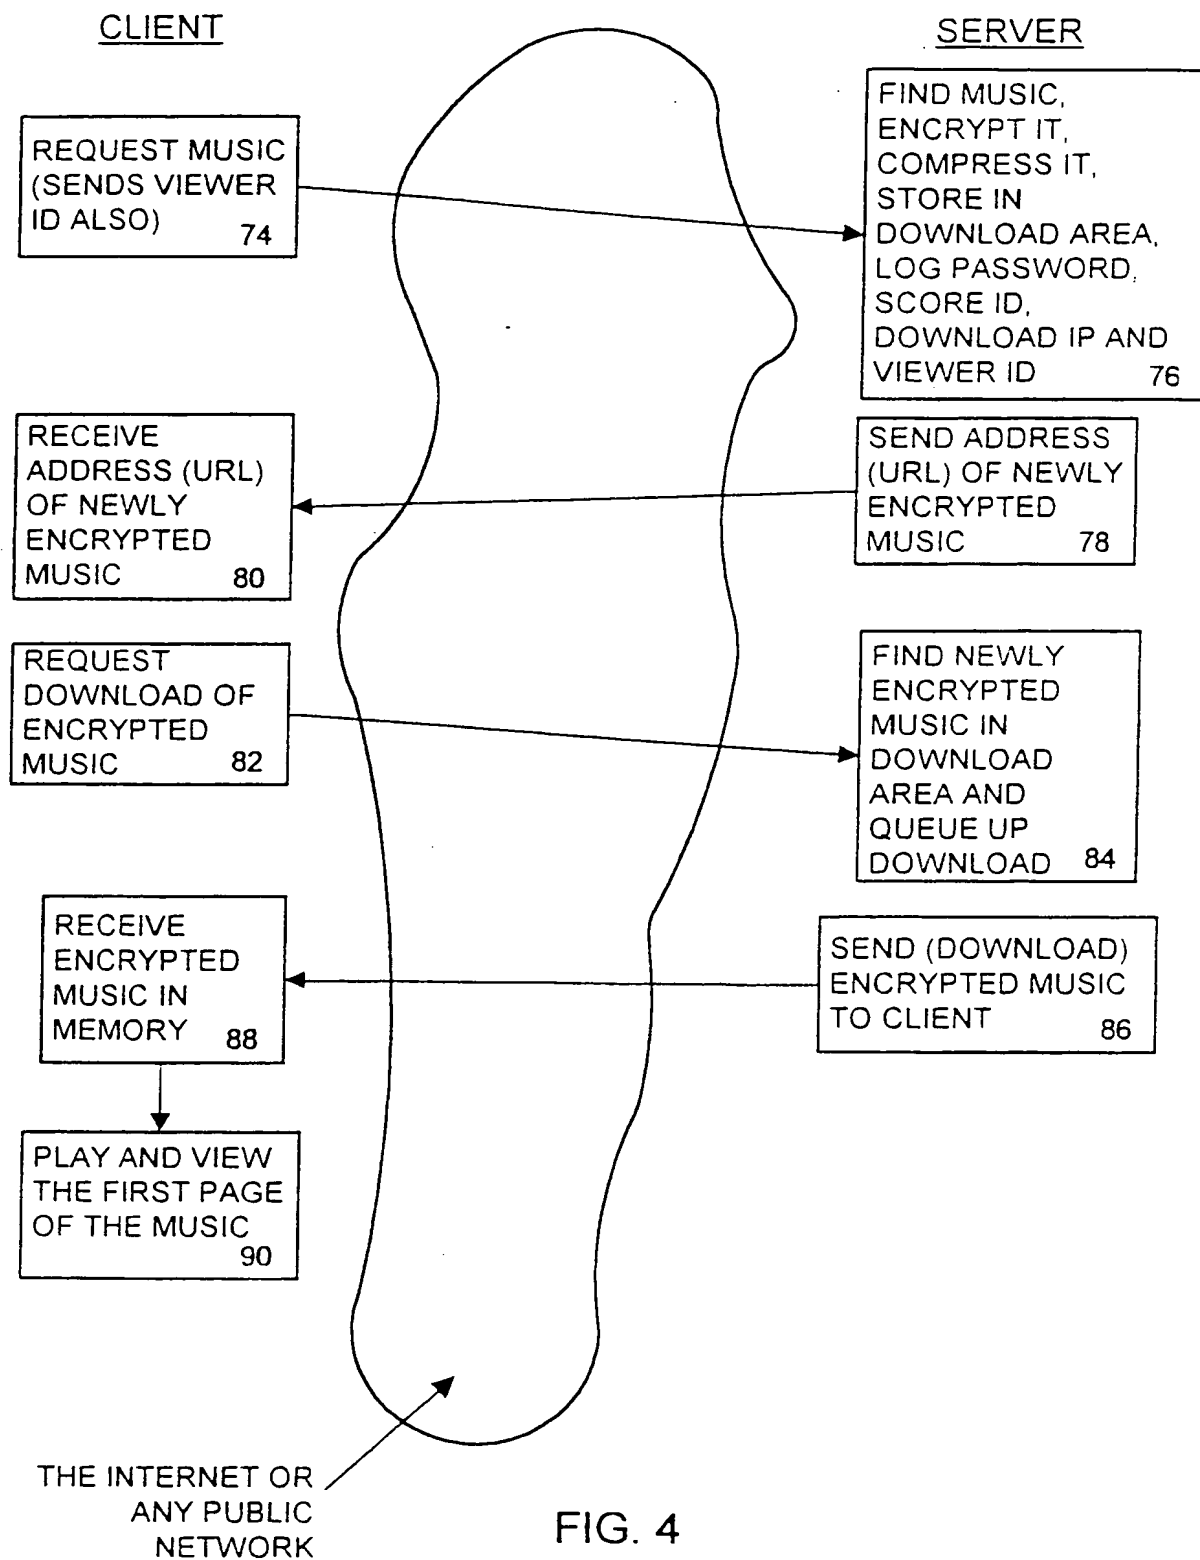 CLIENT
SERVER
REQUEST MUSIC
(SENDS VIEWER
ID ALSO)
74
FIND MUSIC,
ENCRYPT IT,
COMPRESS IT,
STORE IN
DOWNLOAD AREA,
LOG PASSWORD,
SCORE ID,
DOWNLOAD IP AND
VIEWER ID 76
SEND ADDRESS
(URL) OF NEWLY
ENCRYPTED
MUSIC 78
RECEIVE
ADDRESS (URL)
OF NEWLY
ENCRYPTED
MUSIC 80
REQUEST
DOWNLOAD OF
ENCRYPTED
MUSIC 82
FIND NEWLY
ENCRYPTED
MUSIC IN
DOWNLOAD
AREA AND
QUEUE UP
DOWNLOAD 84
SEND (DOWNLOAD)
ENCRYPTED MUSIC
TO CLIENT 86
RECEIVE
ENCRYPTED
MUSIC IN
MEMORY 88
PLAY AND VIEW
THE FIRST PAGE
OF THE MUSIC
90
THE INTERNET OR
ANY PUBLIC
NETWORK
FIG. 4